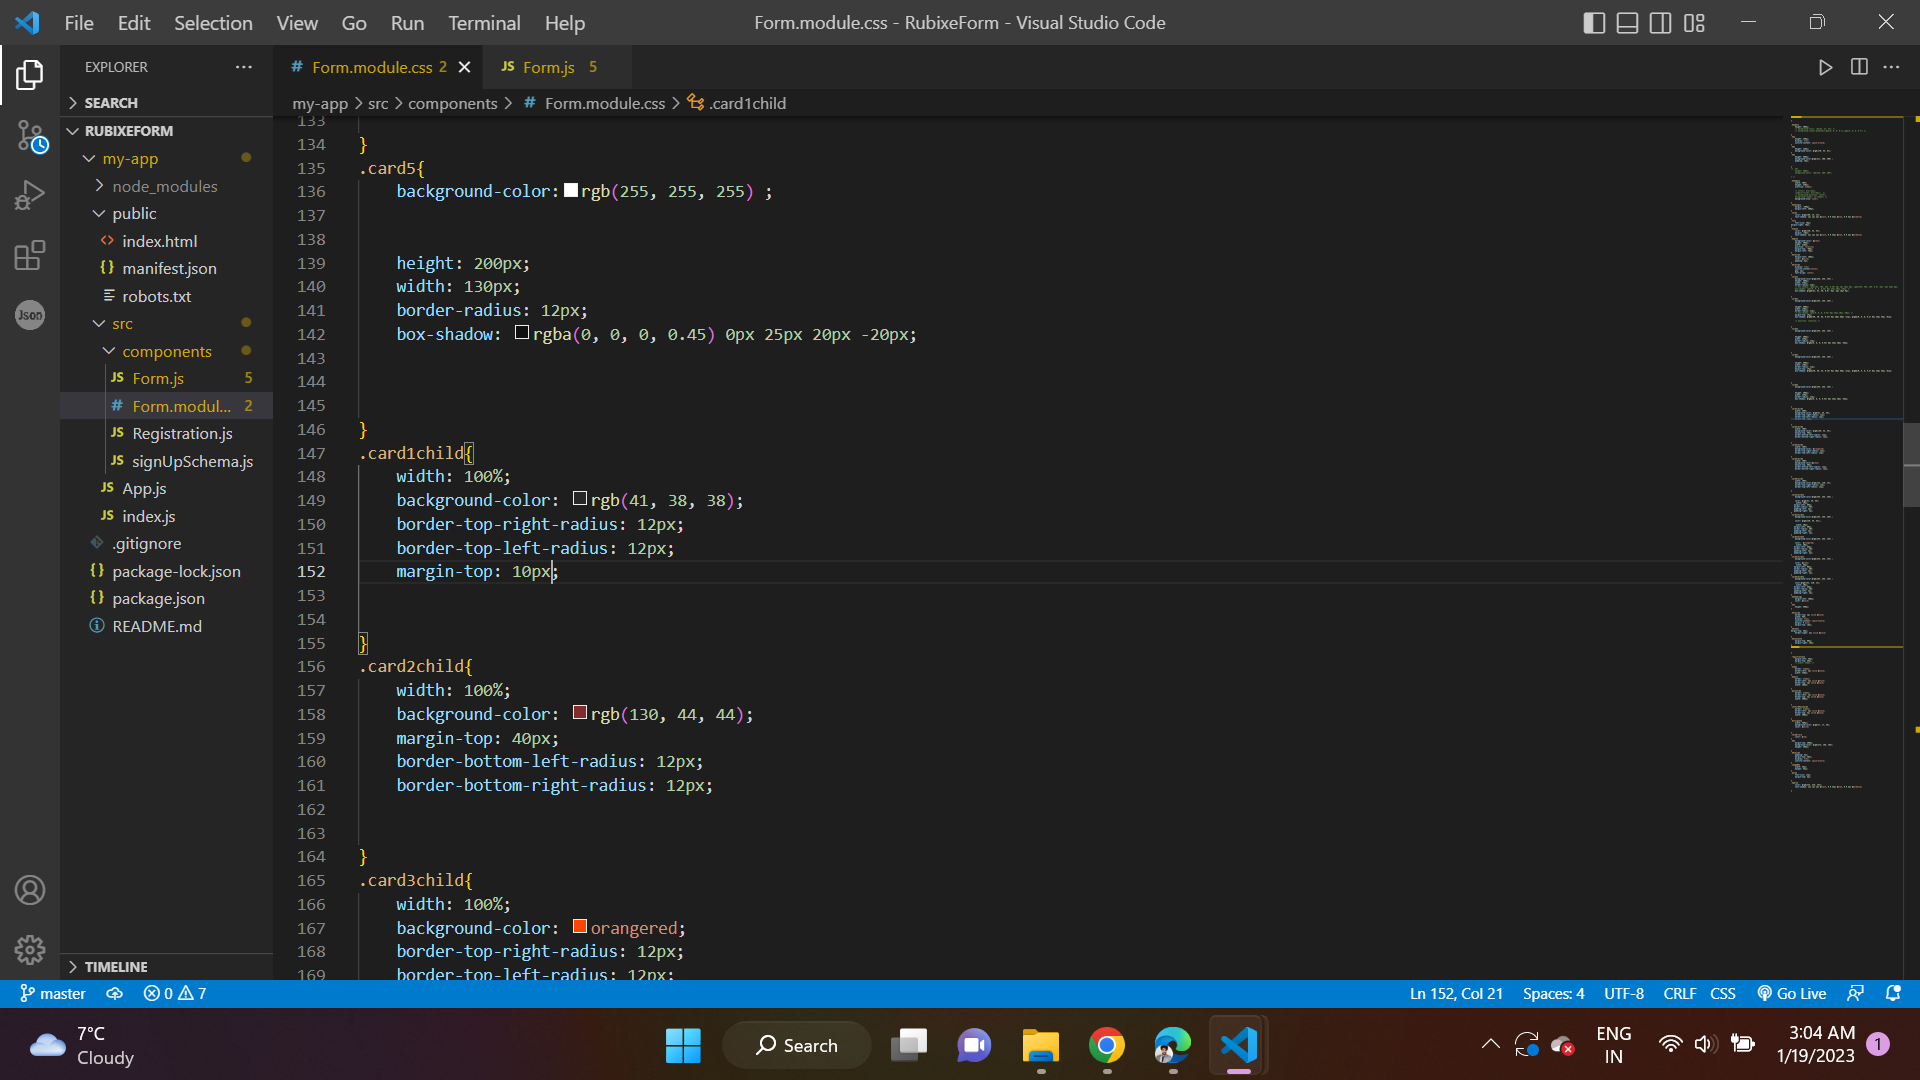 File Edit Selection View Go Run Terminal Help
Form.module.css - RubixeForm - Visual Studio Code
EXPLORER
SEARCH
RUBIXEFORM
my-app
node_modules
public
index.html
manifest.json
robots.txt
src
components
JS Form.js 5
# Form.modul... 2
JS Registration.js
JS signUpSchema.js
JS App.js
JS index.js
.gitignore
package-lock.json
package.json
README.md
TIMELINE
# Form.module.css 2
JS Form.js 5
my-app > src > components > # Form.module.css > .card1child
133
134 }
135 .card5{
136 background-color: rgb(255, 255, 255) ;
137
138
139 height: 200px;
140 width: 130px;
141 border-radius: 12px;
142 box-shadow: rgba(0, 0, 0, 0.45) 0px 25px 20px -20px;
143
144
145
146 }
147 .card1child{
148 width: 100%;
149 background-color: rgb(41, 38, 38);
150 border-top-right-radius: 12px;
151 border-top-left-radius: 12px;
152 margin-top: 10px;
153
154
155 }
156 .card2child{
157 width: 100%;
158 background-color: rgb(130, 44, 44);
159 margin-top: 40px;
160 border-bottom-left-radius: 12px;
161 border-bottom-right-radius: 12px;
162
163
164 }
165 .card3child{
166 width: 100%;
167 background-color: orangered;
168 border-top-right-radius: 12px;
169 border-top-left-radius: 12px;
master 0 7
Ln 152, Col 21 Spaces: 4 UTF-8 CRLF CSS Go Live
Json
7°C
Cloudy
Search
ENG
IN
3:04 AM
1/19/2023
1